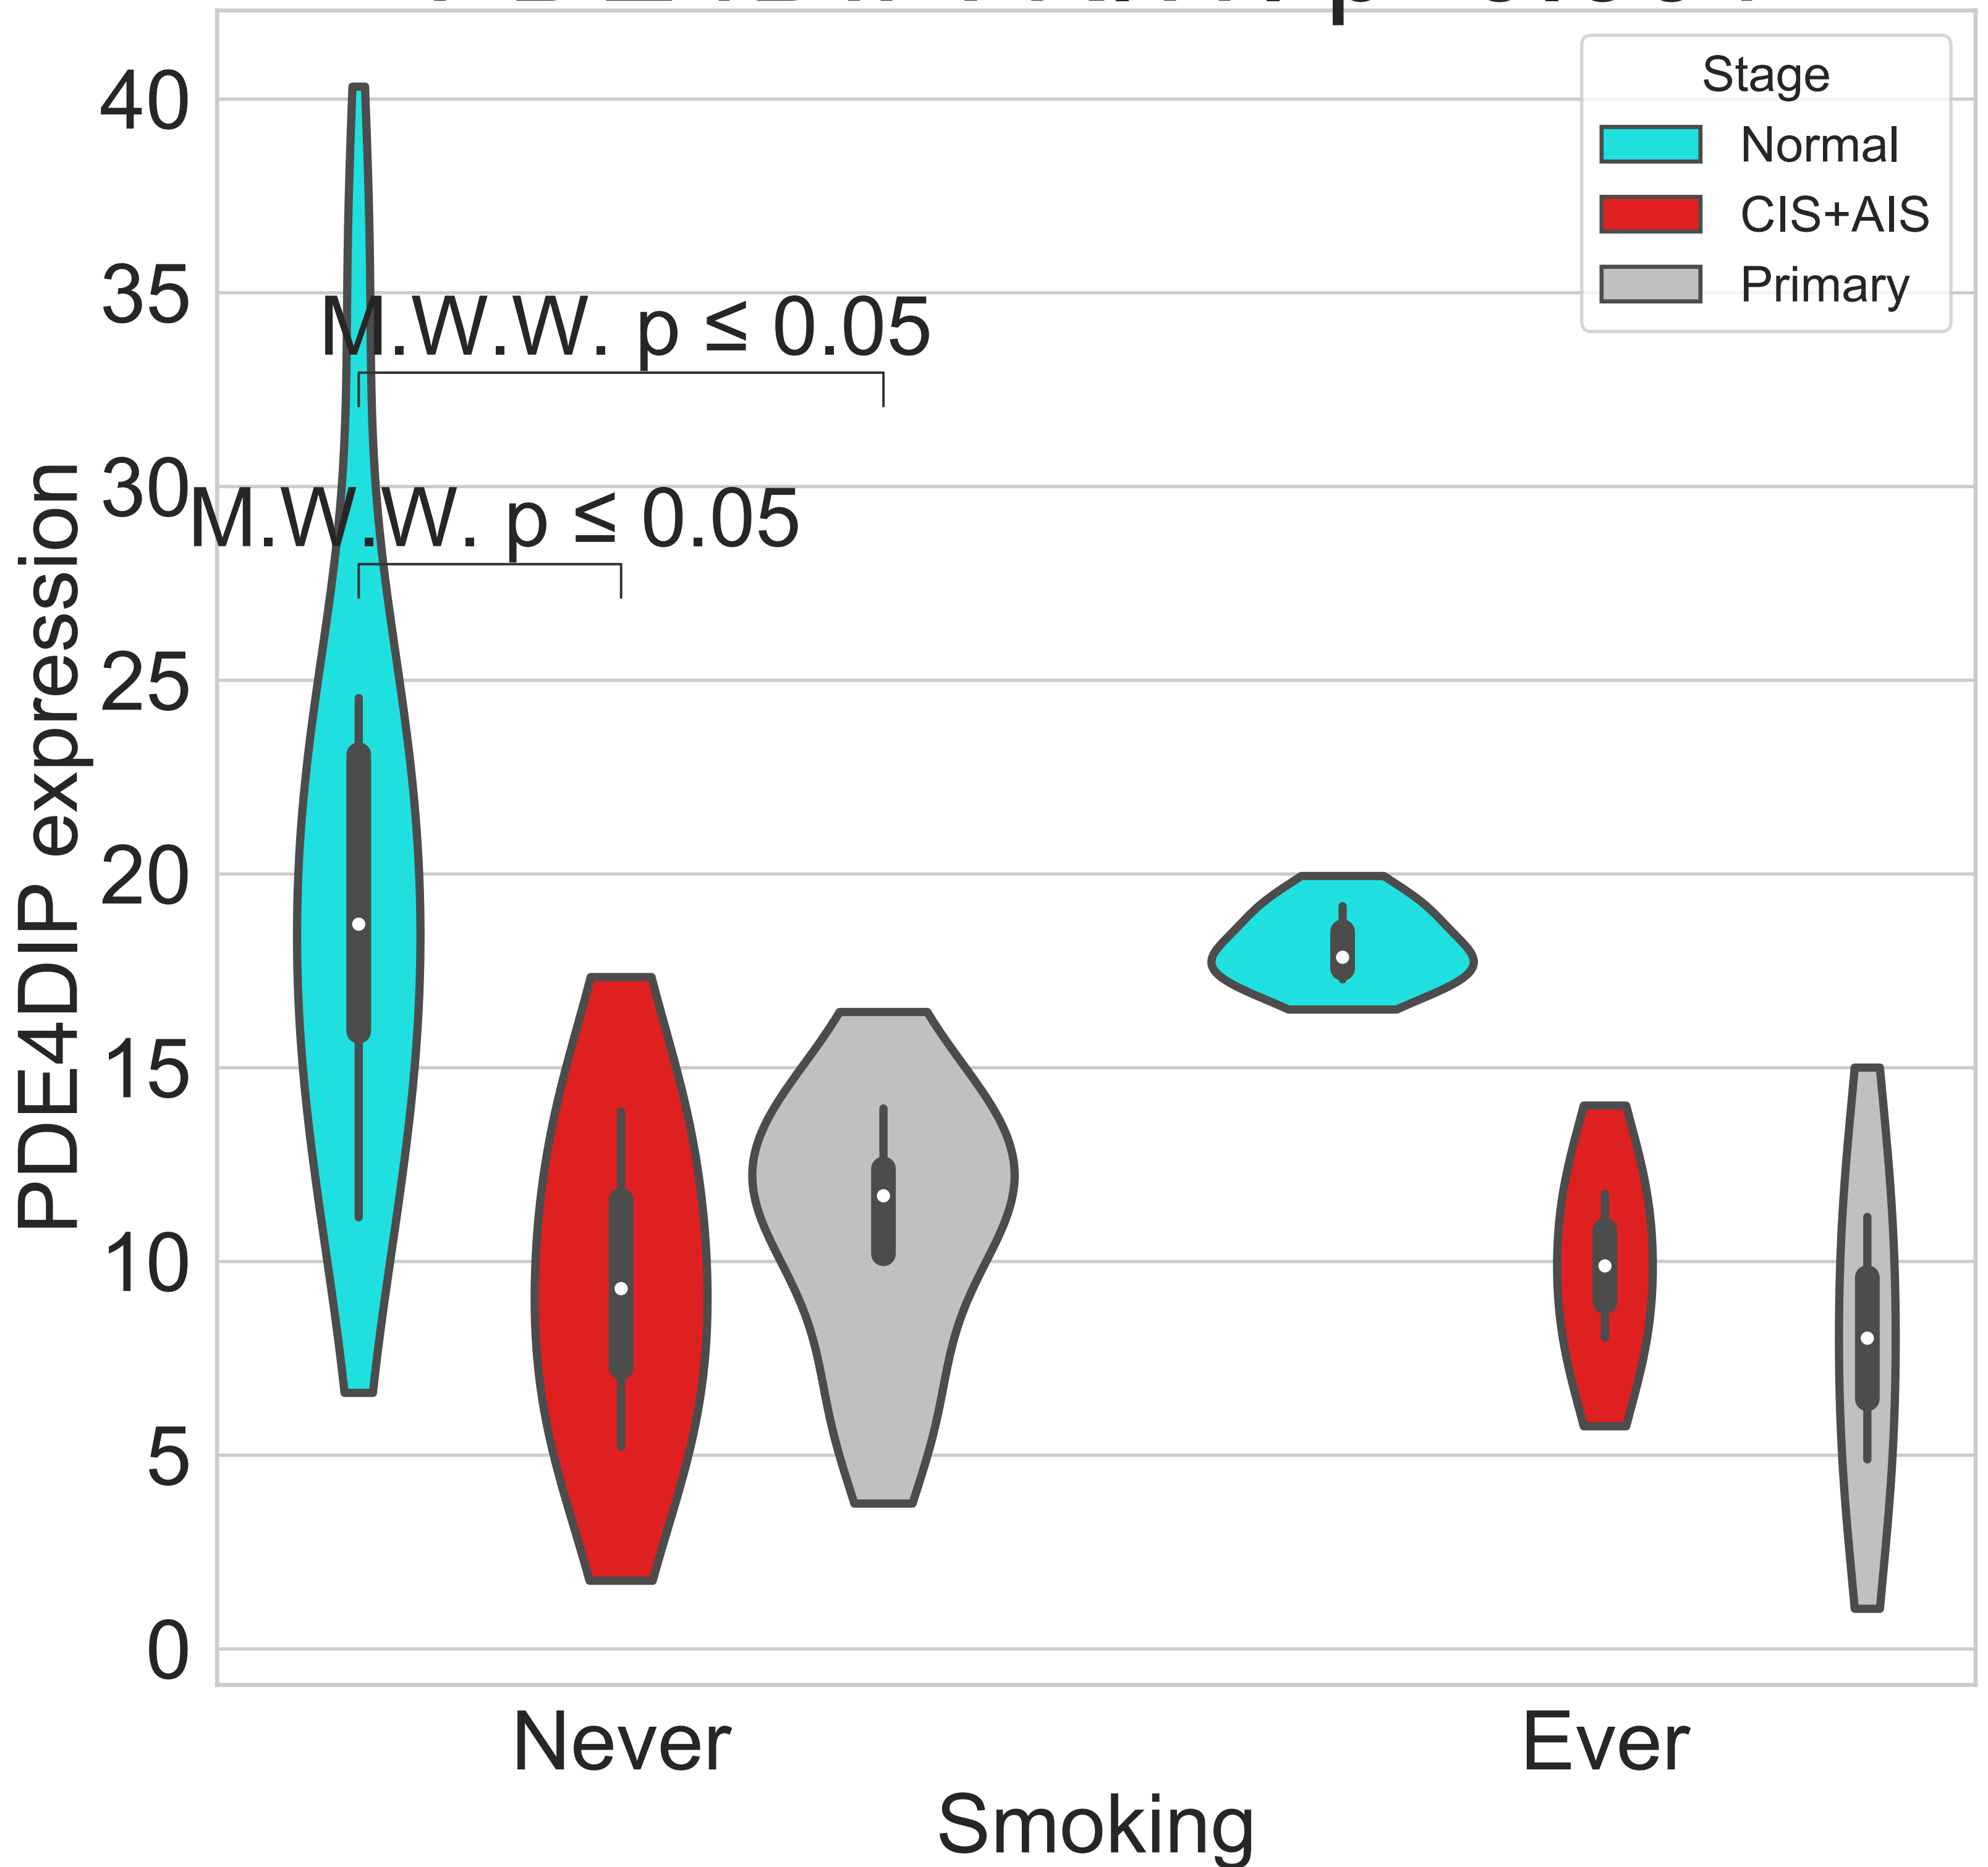 Stage
Normal
CIS+AIS
Primary
PDE4DIP expression
40
35
30
25
20
15
10
5
0
M.W.W. p ≤ 0.05
M.W.W. p ≤ 0.05
Never
Ever
Smoking